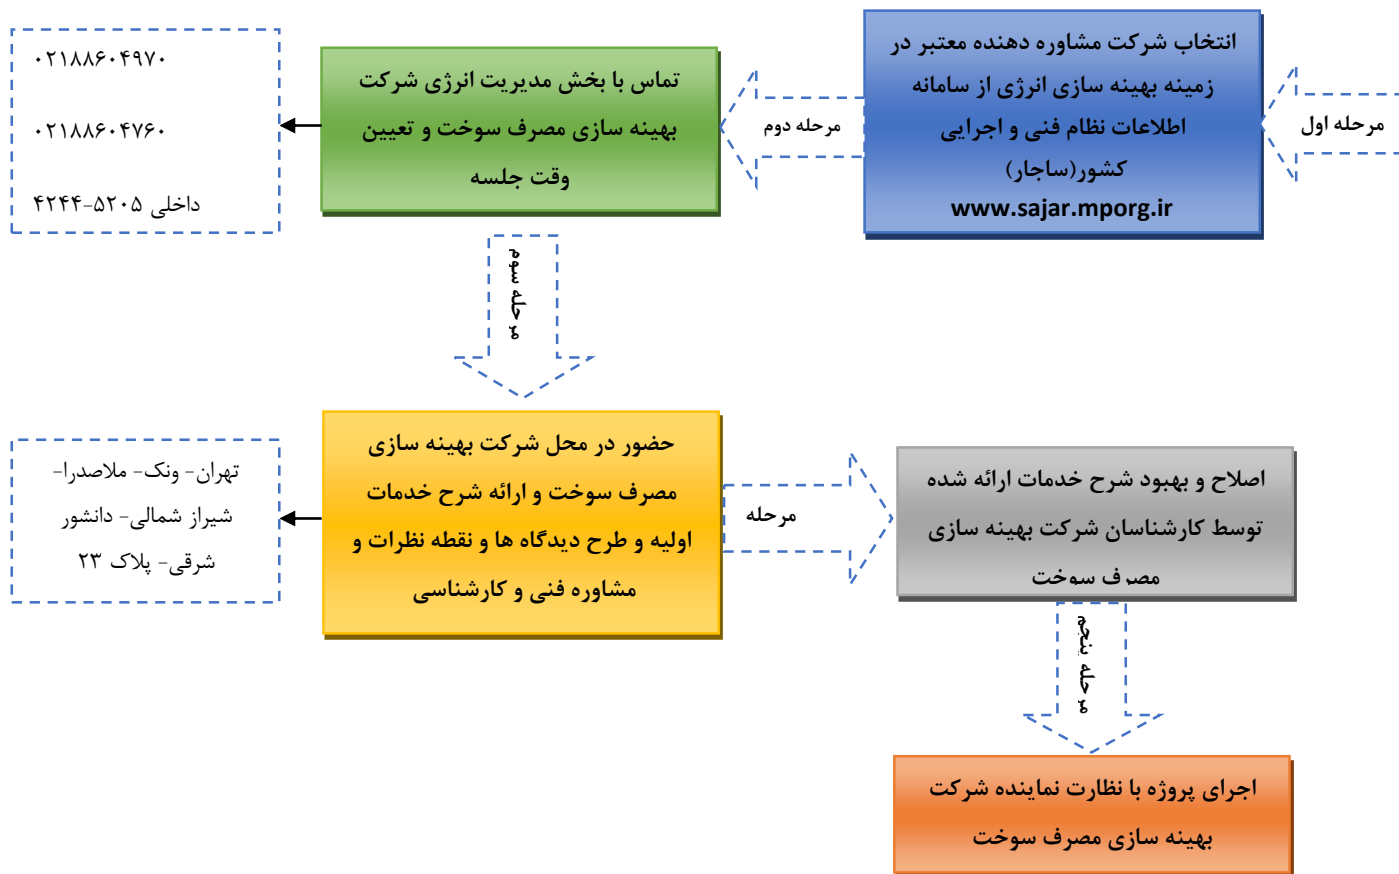 مرحله اول
انتخاب شرکت مشاوره دهنده معتبر در
زمینه بهینه سازی انرژی از سامانه
اطلاعات نظام فنی و اجرایی
کشور(ساجار)
www.sajar.mporg.ir
مرحله دوم
تماس با بخش مدیریت انرژی شرکت
بهینه سازی مصرف سوخت و تعیین
وقت جلسه
۰۲۱۸۸۶۰۴۹۷۰
۰۲۱۸۸۶۰۴۷۶۰
داخلی ۵۲۰۵-۴۲۴۴
مرحله سوم
حضور در محل شرکت بهینه سازی
مصرف سوخت و ارائه شرح خدمات
اولیه و طرح دیدگاه ها و نقطه نظرات و
مشاوره فنی و کارشناسی
تهران- ونک- ملاصدرا-
شیراز شمالی- دانشور
شرقی- پلاک ۲۳
مرحله
اصلاح و بهبود شرح خدمات ارائه شده
توسط کارشناسان شرکت بهینه سازی
مصرف سوخت
مرحله پنجم
اجرای پروژه با نظارت نماینده شرکت
بهینه سازی مصرف سوخت